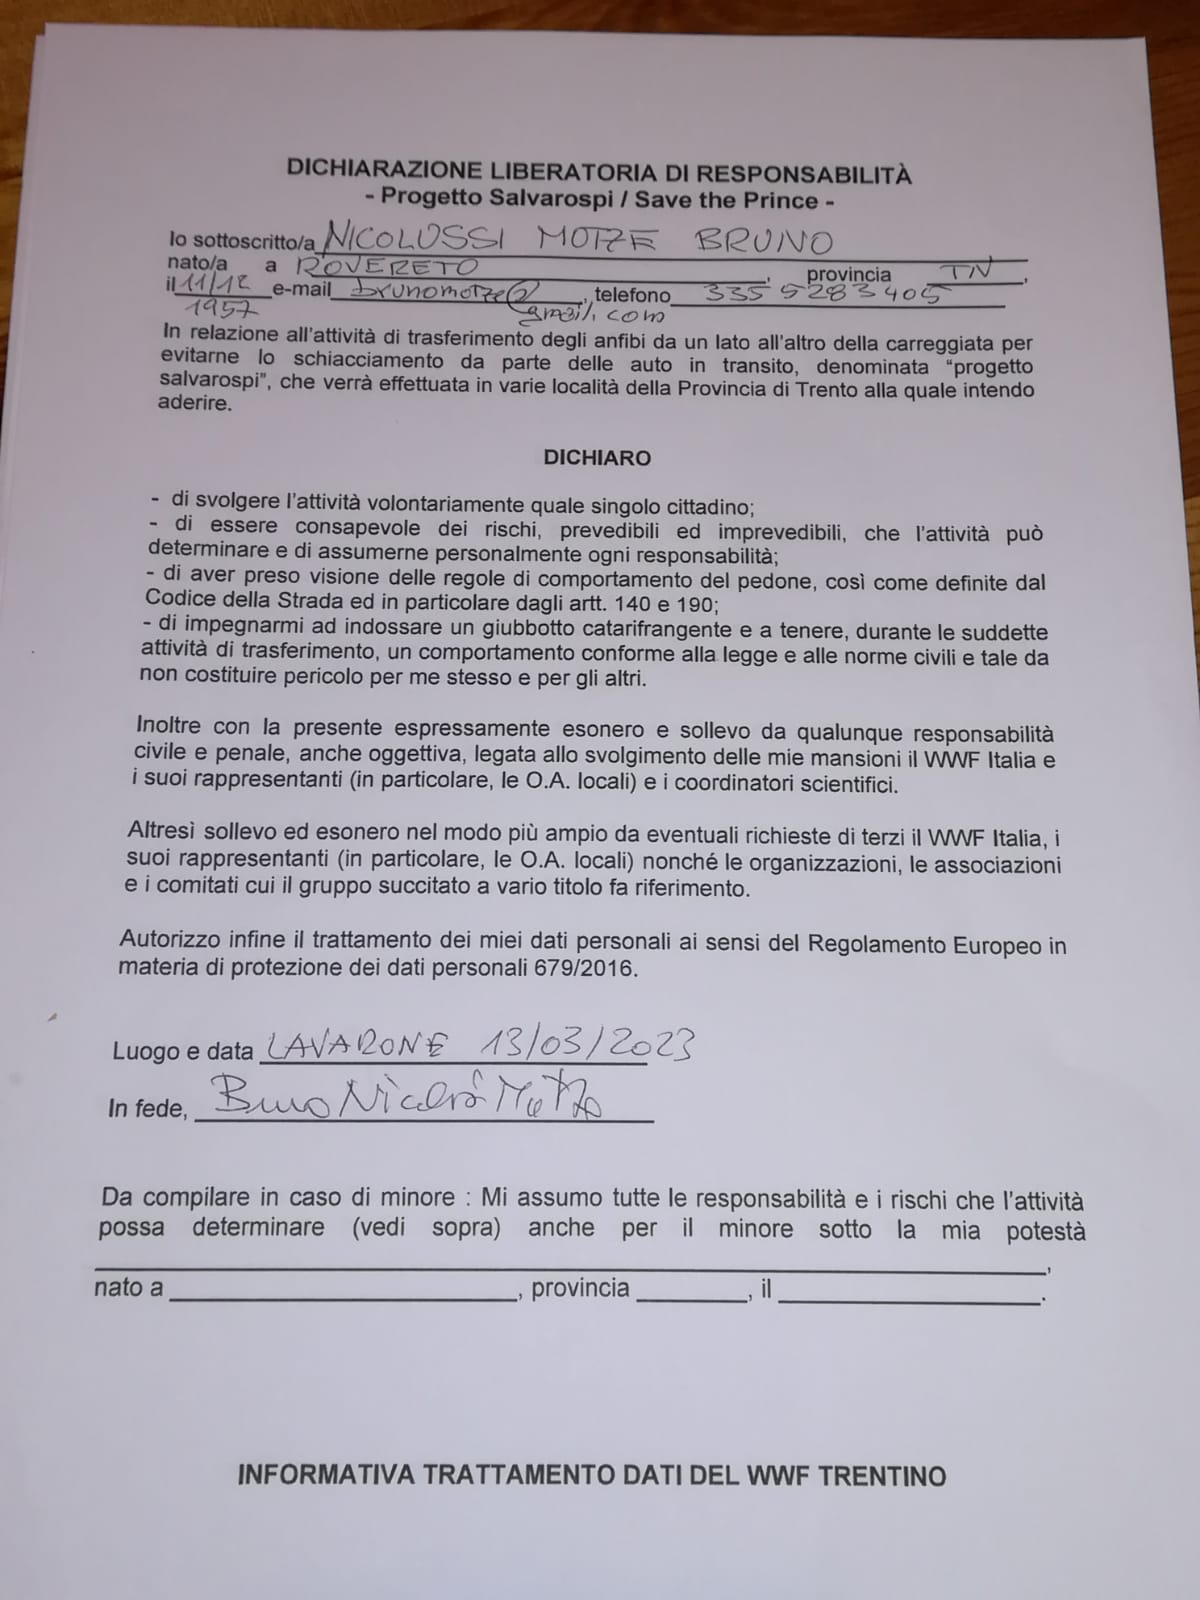 DICHIARAZIONE LIBERATORIA DI RESPONSABILITÀ
- Progetto Salvarospi / Save the Prince -
Io sottoscritto/a NICOLUSSI MOTZE BRUNO
nato/a a ROVERETO, provincia TN,
il 11/12 e-mail brunomotze@, telefono 335 5283405
1957 gmail.com
In relazione all'attività di trasferimento degli anfibi da un lato all'altro della carreggiata per
evitarne lo schiacciamento da parte delle auto in transito, denominata "progetto
salvarospi", che verrà effettuata in varie località della Provincia di Trento alla quale intendo
aderire.
DICHIARO
- di svolgere l'attività volontariamente quale singolo cittadino;
- di essere consapevole dei rischi, prevedibili ed imprevedibili, che l'attività può
determinare e di assumerne personalmente ogni responsabilità;
- di aver preso visione delle regole di comportamento del pedone, così come definite dal
Codice della Strada ed in particolare dagli artt. 140 e 190;
- di impegnarmi ad indossare un giubbotto catarifrangente e a tenere, durante le suddette
attività di trasferimento, un comportamento conforme alla legge e alle norme civili e tale da
non costituire pericolo per me stesso e per gli altri.
Inoltre con la presente espressamente esonero e sollevo da qualunque responsabilità
civile e penale, anche oggettiva, legata allo svolgimento delle mie mansioni il WWF Italia e
i suoi rappresentanti (in particolare, le O.A. locali) e i coordinatori scientifici.
Altresì sollevo ed esonero nel modo più ampio da eventuali richieste di terzi il WWF Italia, i
suoi rappresentanti (in particolare, le O.A. locali) nonché le organizzazioni, le associazioni
e i comitati cui il gruppo succitato a vario titolo fa riferimento.
Autorizzo infine il trattamento dei miei dati personali ai sensi del Regolamento Europeo in
materia di protezione dei dati personali 679/2016.
Luogo e data LAVARONE 13/03/2023
In fede, Bruno
Da compilare in caso di minore : Mi assumo tutte le responsabilità e i rischi che l'attività
possa determinare (vedi sopra) anche per il minore sotto la mia potestà
,
nato a , provincia , il .
INFORMATIVA TRATTAMENTO DATI DEL WWF TRENTINO